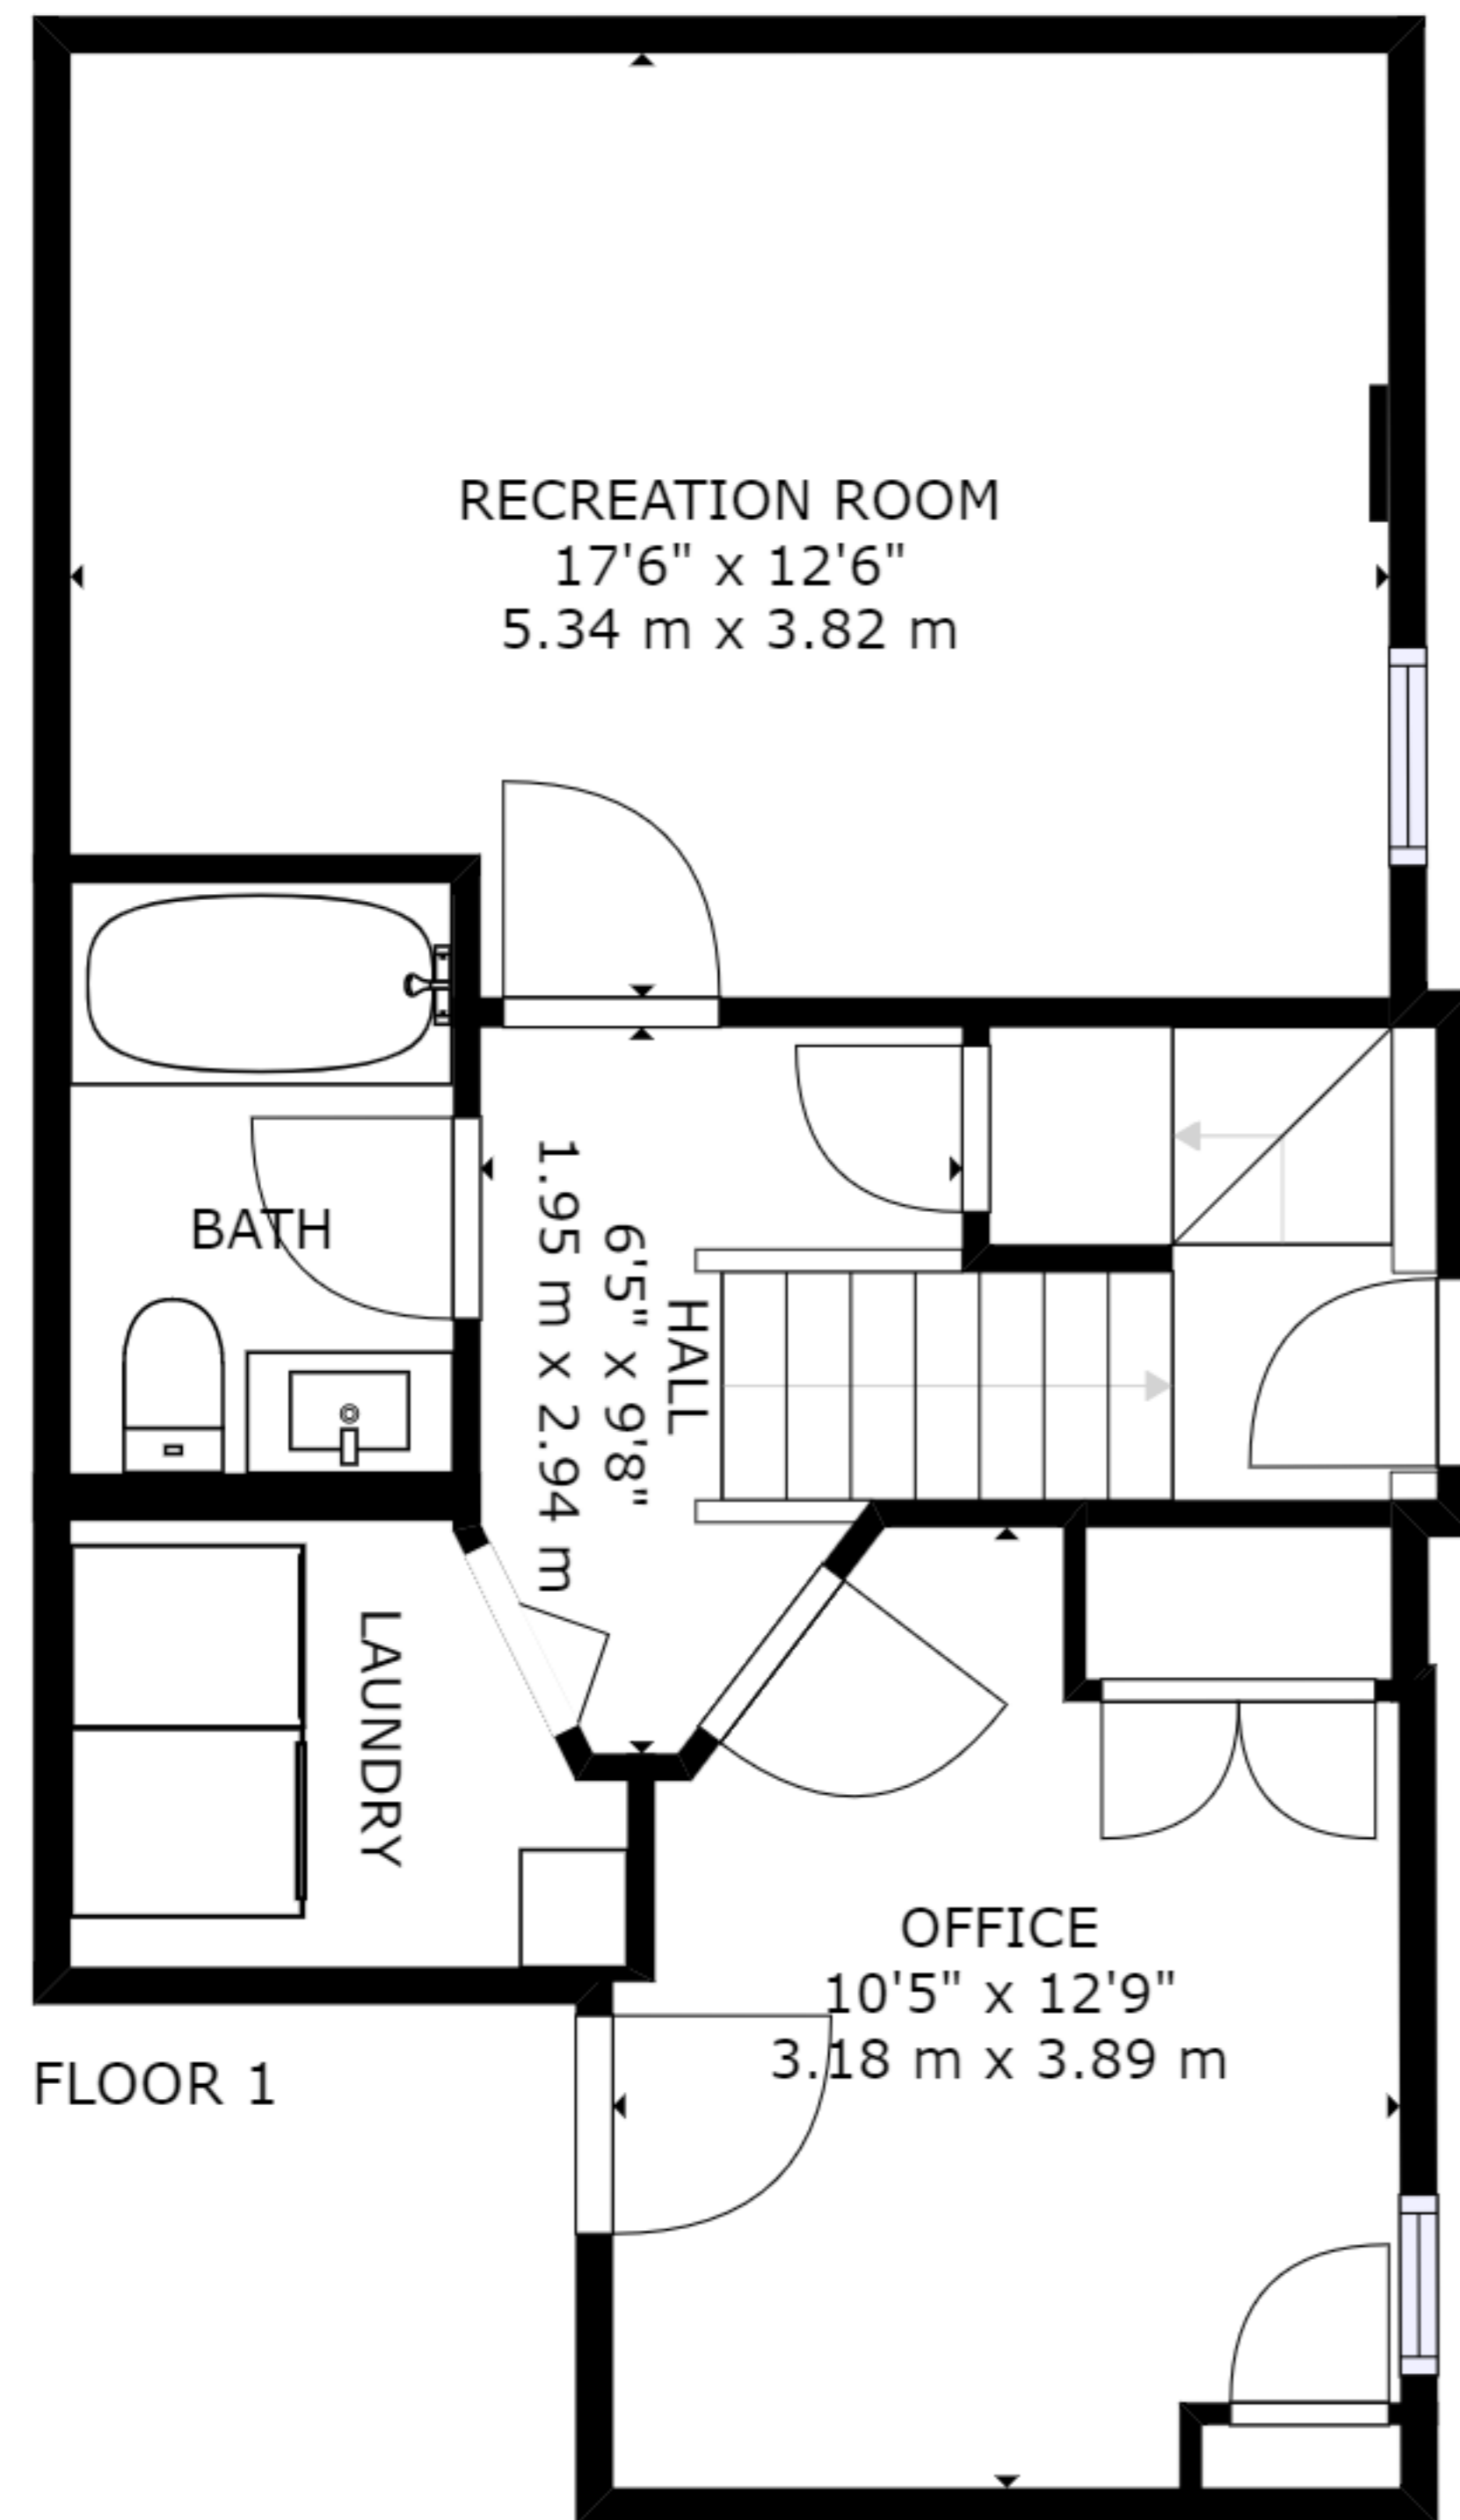 RECREATION ROOM
17'6" x 12'6"
5.34 m x 3.82 m
BATH
HALL
6'5" x 9'8"
1.95 m x 2.94 m
LAUNDRY
OFFICE
10'5" x 12'9"
3.18 m x 3.89 m
FLOOR 1